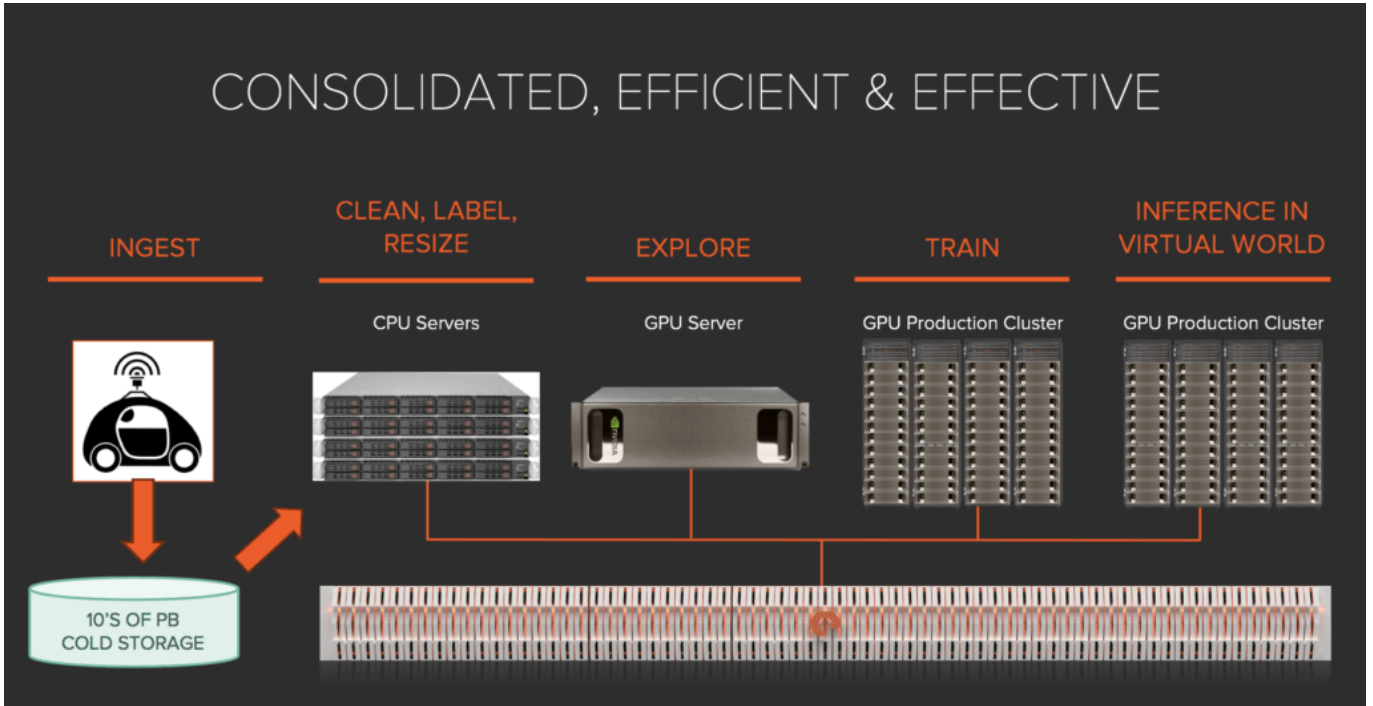 CONSOLIDATED, EFFICIENT & EFFECTIVE
INGEST
CLEAN, LABEL,
RESIZE
EXPLORE
TRAIN
INFERENCE IN
VIRTUAL WORLD
CPU Servers
GPU Server
GPU Production Cluster
GPU Production Cluster
NVIDIA
10'S OF PB
COLD STORAGE